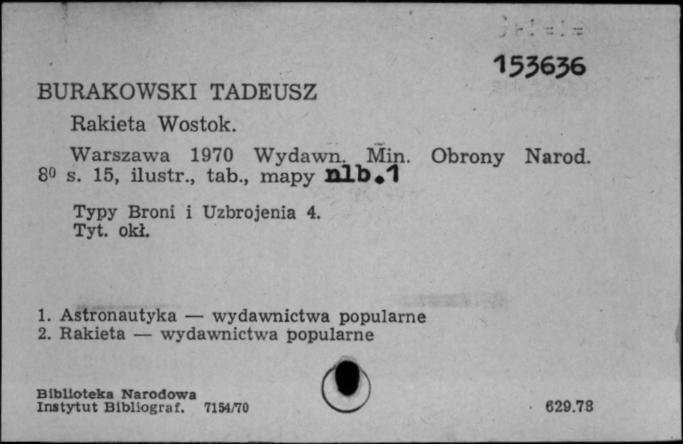 153636
BURAKOWSKI TADEUSZ
Rakieta Wostok.
Warszawa 1970 Wydawn. Min. Obrony Narod.
8⁰ s. 15, ilustr., tab., mapy nlb.1
Typy Broni i Uzbrojenia 4.
Tyt. okł.
1. Astronautyka — wydawnictwa popularne
2. Rakieta — wydawnictwa popularne
Biblioteka Narodowa
Instytut Bibliograf. 7154/70
629.78